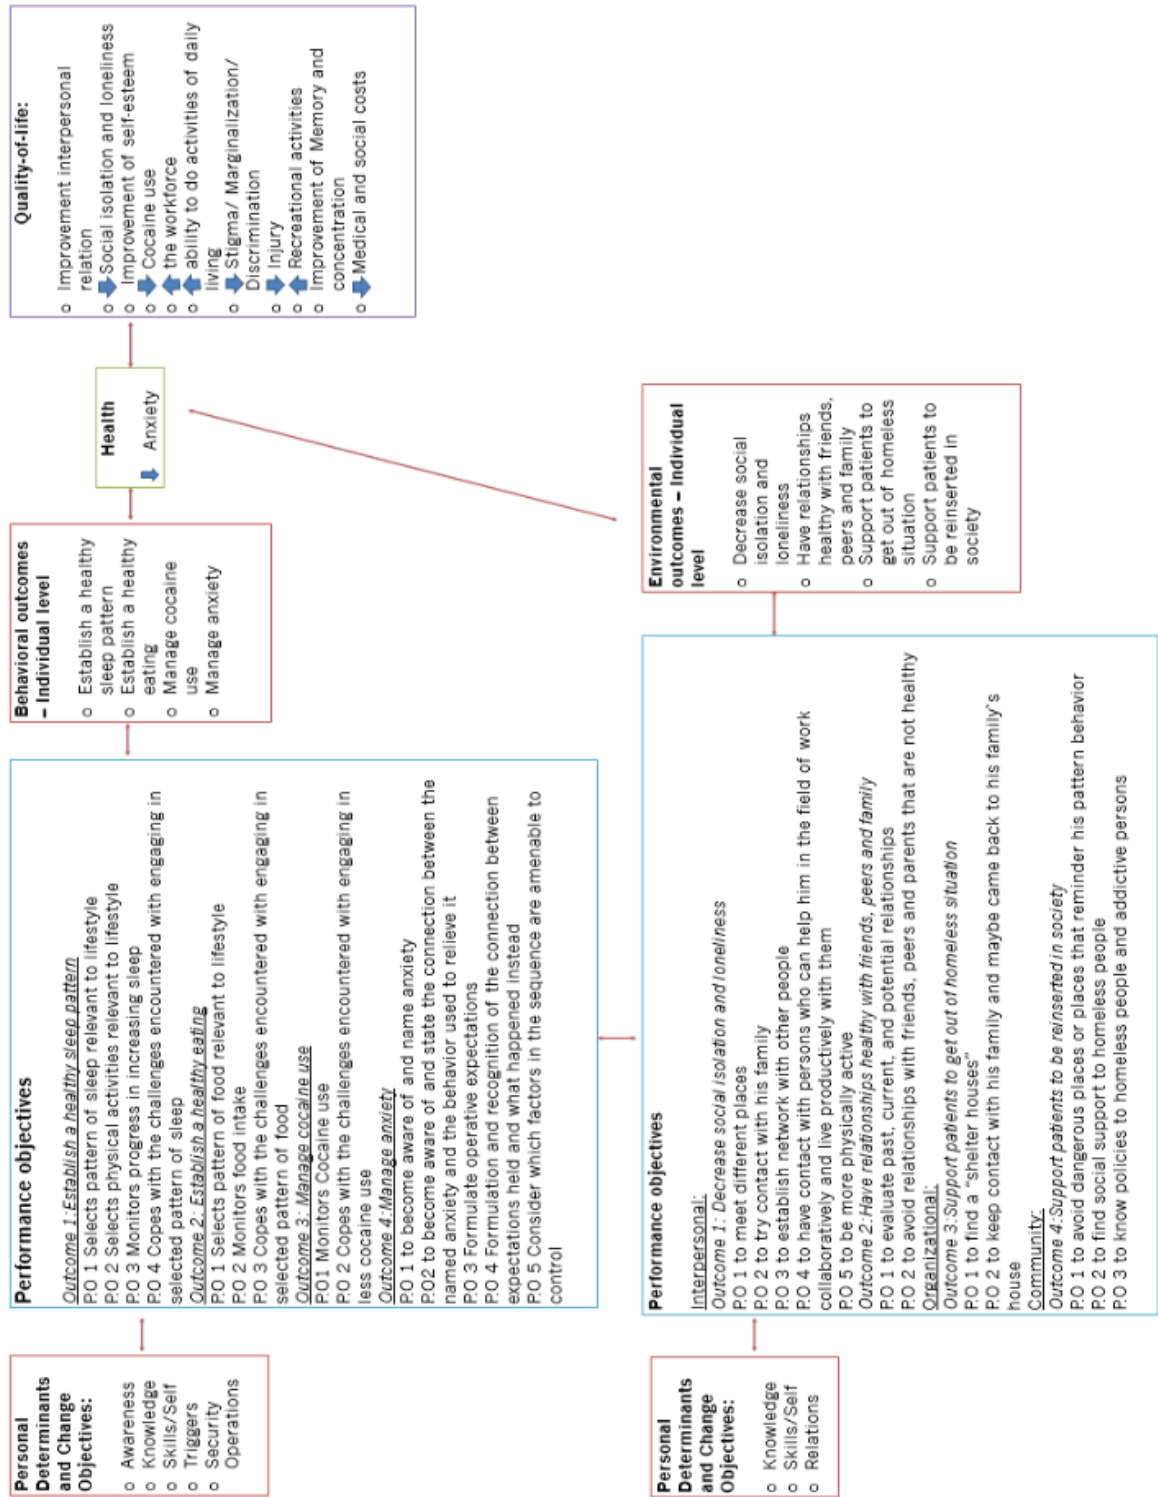 Personal
Determinants
and Change
Objectives:
o Awareness
o Knowledge
o Skills/Self
o Triggers
o Security
Operations
Performance objectives
Outcome 1:Establish a healthy sleep pattern
P.O 1 Selects pattern of sleep relevant to lifestyle
P.O 2 Selects physical activities relevant to lifestyle
P.O 3 Monitors progress in increasing sleep
P.O 4 Copes with the challenges encountered with engaging in
selected pattern of sleep
Outcome 2: Establish a healthy eating
P.O 1 Selects pattern of food relevant to lifestyle
P.O 2 Monitors food intake
P.O 3 Copes with the challenges encountered with engaging in
selected pattern of food
Outcome 3: Manage cocaine use
P.O1 Monitors Cocaine use
P.O 2 Copes with the challenges encountered with engaging in
less cocaine use
Outcome 4:Manage anxiety
P.O 1 to become aware of and name anxiety
P.O2 to become aware of and state the connection between the
named anxiety and the behavior used to relieve it
P.O 3 Formulate operative expectations
P.O 4 Formulation and recognition of the connection between
expectations held and what happened instead
P.O 5 Consider which factors in the sequence are amenable to
control
Behavioral outcomes
– Individual level
o Establish a healthy
sleep pattern
o Establish a healthy
eating
o Manage cocaine
use
o Manage anxiety
Health
Anxiety
Quality-of-life:
o Improvement interpersonal
relation
o Social isolation and loneliness
o Improvement of self-esteem
o Cocaine use
o the workforce
o ability to do activities of daily
living
o Stigma/ Marginalization/
Discrimination
o Injury
o Recreational activities
o Improvement of Memory and
concentration
o Medical and social costs
Personal
Determinants
and Change
Objectives:
o Knowledge
o Skills/Self
o Relations
Performance objectives
Interpersonal:
Outcome 1: Decrease social isolation and loneliness
P.O 1 to meet different places
P.O 2 to try contact with his family
P.O 3 to establish network with other people
P.O 4 to have contact with persons who can help him in the field of work
collaboratively and live productively with them
P.O 5 to be more physically active
Outcome 2:Have relationships healthy with friends, peers and family
P.O 1 to evaluate past, current, and potential relationships
P.O 2 to avoid relationships with friends, peers and parents that are not healthy
Organizational:
Outcome 3:Support patients to get out of homeless situation
P.O 1 to find a "shelter houses"
P.O 2 to keep contact with his family and maybe came back to his family`s
house
Community:
Outcome 4:Support patients to be reinserted in society
P.O 1 to avoid dangerous places or places that reminder his pattern behavior
P.O 2 to find social support to homeless people
P.O 3 to know policies to homeless people and addictive persons
Environmental
outcomes – Individual
level
o Decrease social
isolation and
loneliness
o Have relationships
healthy with friends,
peers and family
o Support patients to
get out of homeless
situation
o Support patients to
be reinserted in
society